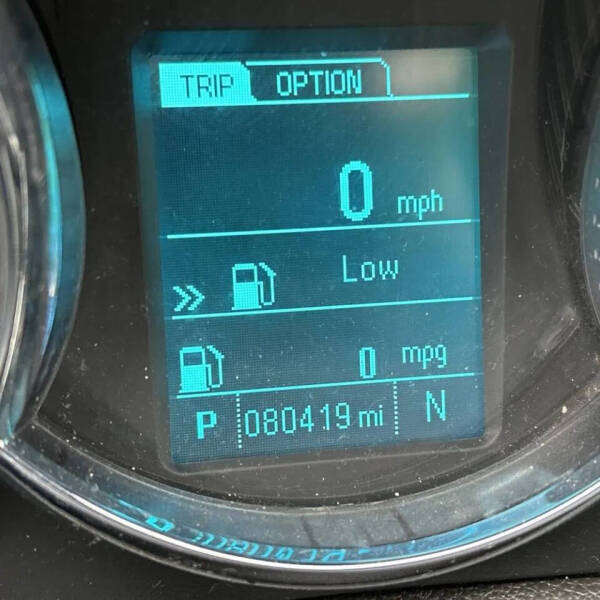 TRIP OPTION
0 mph
Low
0 mpg
P 080419 mi N